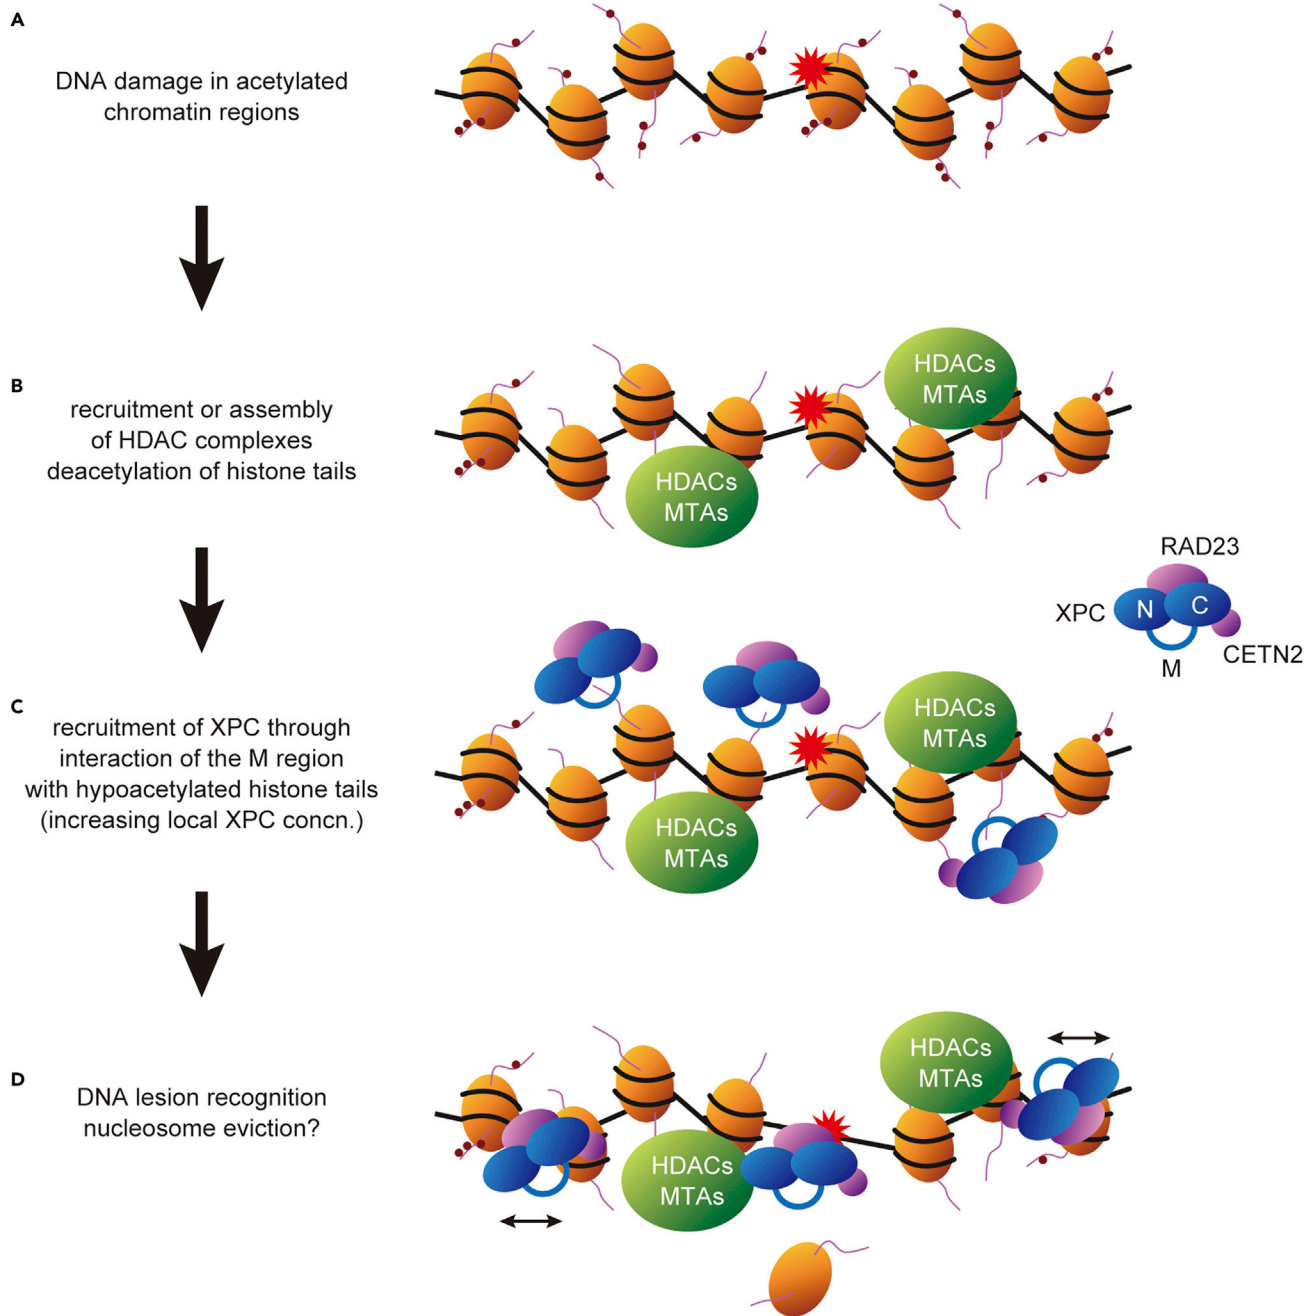 A
DNA damage in acetylated
chromatin regions
B
recruitment or assembly
of HDAC complexes
deacetylation of histone tails
HDACs
MTAs
HDACs
MTAs
RAD23
XPC
N
C
M
CETN2
C
recruitment of XPC through
interaction of the M region
with hypoacetylated histone tails
(increasing local XPC concn.)
HDACs
MTAs
HDACs
MTAs
D
DNA lesion recognition
nucleosome eviction?
HDACs
MTAs
HDACs
MTAs